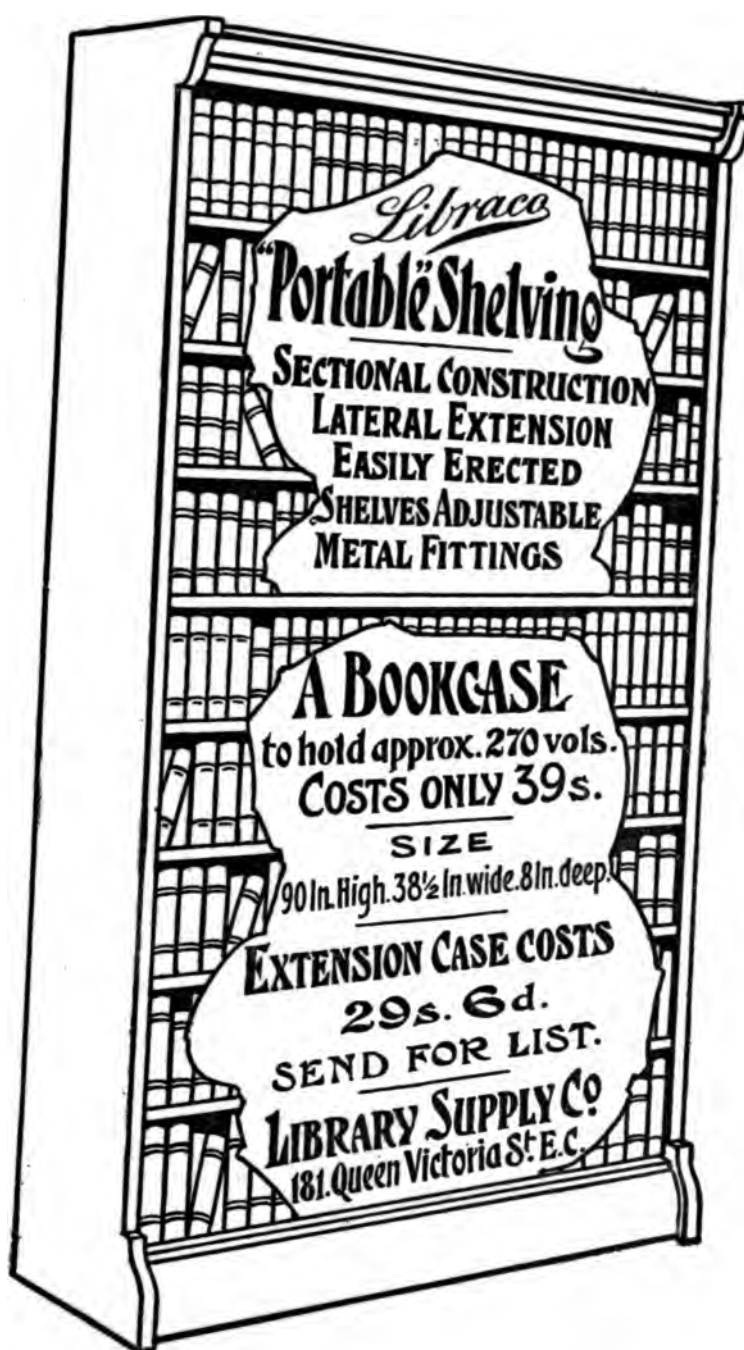 Libraco
"Portable" Shelving
SECTIONAL CONSTRUCTION
LATERAL EXTENSION
EASILY ERECTED
SHELVES ADJUSTABLE
METAL FITTINGS
A BOOKCASE
to hold approx. 270 vols.
COSTS ONLY 39s.
SIZE
90 In. High. 38½ In. wide. 8 In. deep.
EXTENSION CASE COSTS
29s. 6d.
SEND FOR LIST.
LIBRARY SUPPLY Co
181. Queen Victoria St. E.C.